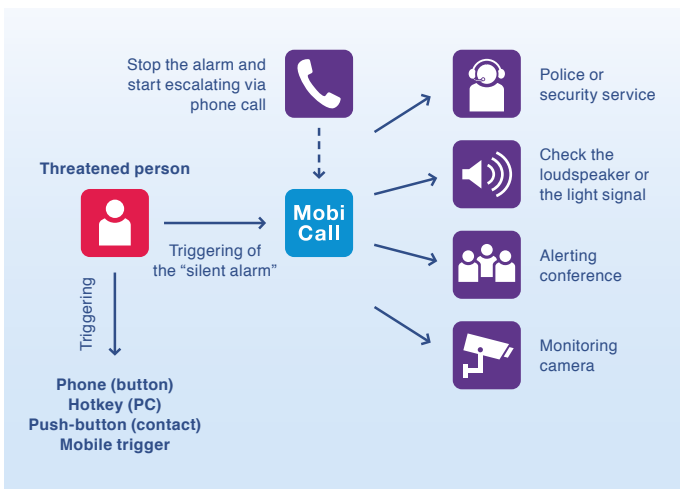 Stop the alarm and
start escalating via
phone call
Police or
security service
Threatened person
Check the
loudspeaker or
the light signal
Mobi
Call
Triggering of
the “silent alarm”
Alerting
conference
Triggering
Monitoring
camera
Phone (button)
Hotkey (PC)
Push-button (contact)
Mobile trigger